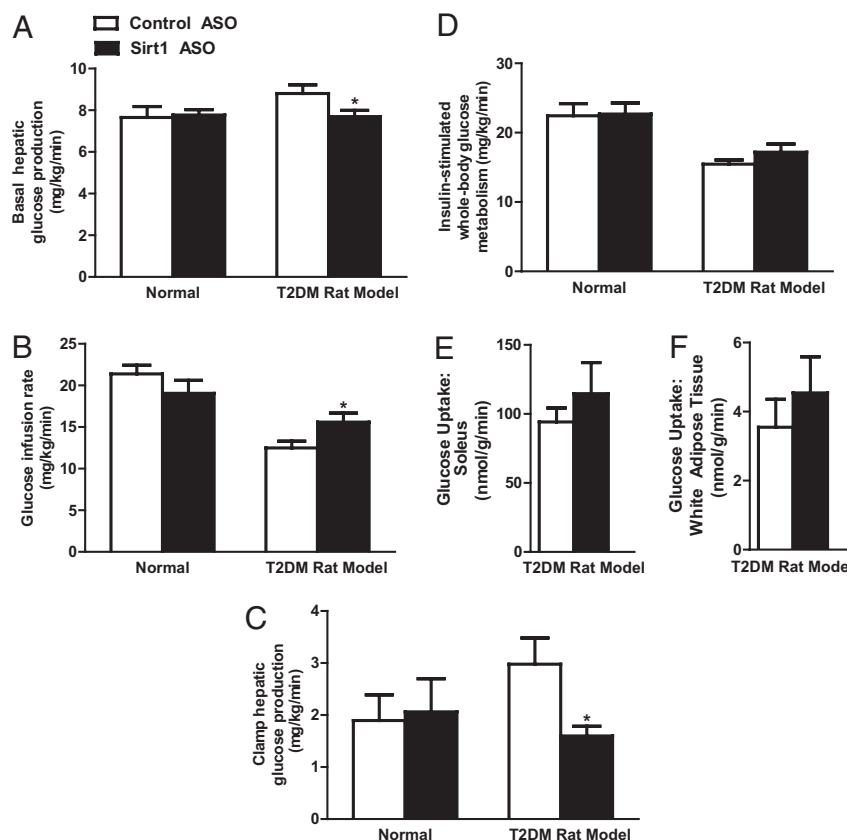 A
Control ASO
Sirt1 ASO
Basal hepatic
glucose production
(mg/kg/min)
10
8
6
4
2
0
Normal
T2DM Rat Model
*
D
Insulin-stimulated
whole-body glucose
metabolism (mg/kg/min)
30
20
10
0
Normal
T2DM Rat Model
B
Glucose infusion rate
(mg/kg/min)
25
20
15
10
5
0
Normal
T2DM Rat Model
*
E
Glucose Uptake:
Soleus
(nmol/g/min)
150
100
50
0
T2DM Rat Model
F
Glucose Uptake:
White Adipose Tissue
(nmol/g/min)
6
4
2
0
T2DM Rat Model
C
Clamp hepatic
glucose production
(mg/kg/min)
4
3
2
1
0
Normal
T2DM Rat Model
*